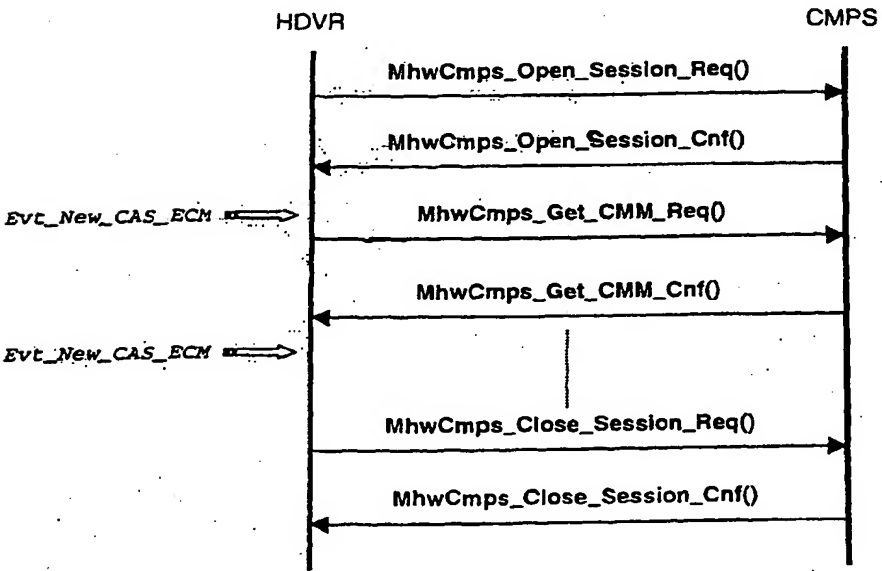 HDVR
CMPS
MhwCmps_Open_Session_Req()
MhwCmps_Open_Session_Cnf()
Evt_New_CAS_ECM
MhwCmps_Get_CMM_Req()
MhwCmps_Get_CMM_Cnf()
Evt_New_CAS_ECM
MhwCmps_Close_Session_Req()
MhwCmps_Close_Session_Cnf()